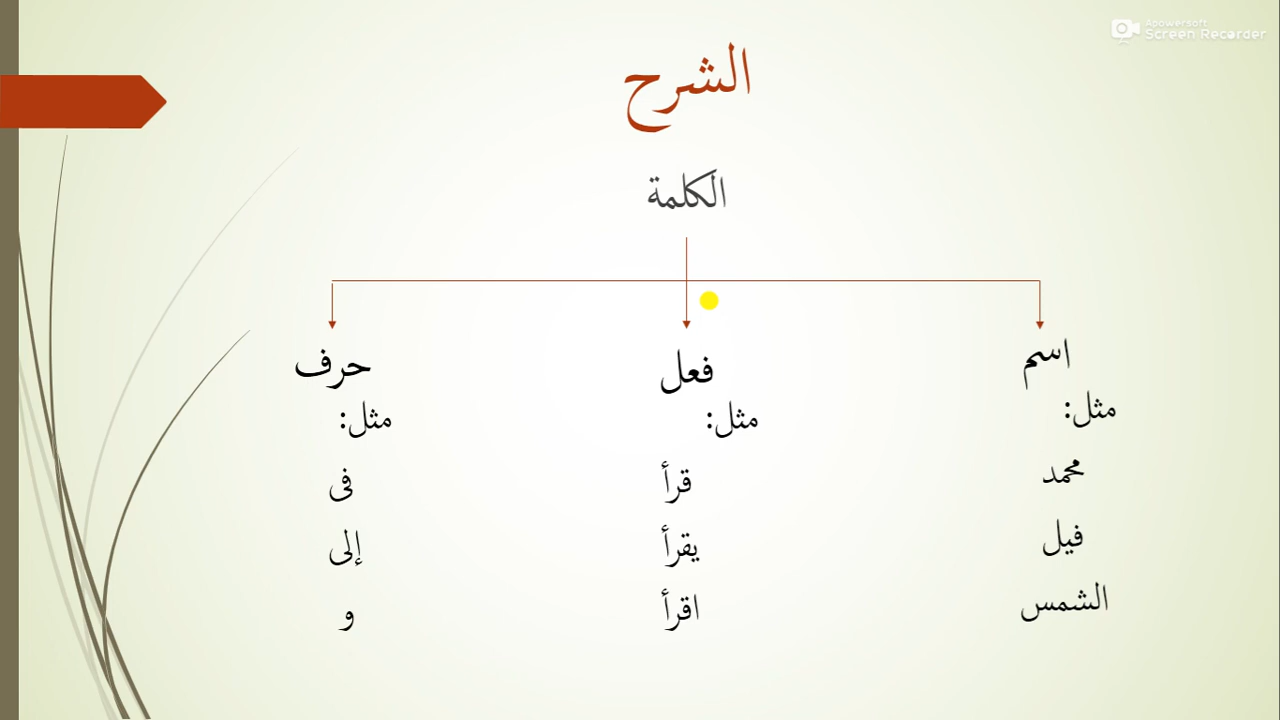 Apowersoft
Screen Recorder
الشرح
الكلمة
اسم
مثل:
محمد
فيل
الشمس
فعل
مثل:
قرأ
يقرأ
اقرأ
حرف
مثل:
فى
إلى
و